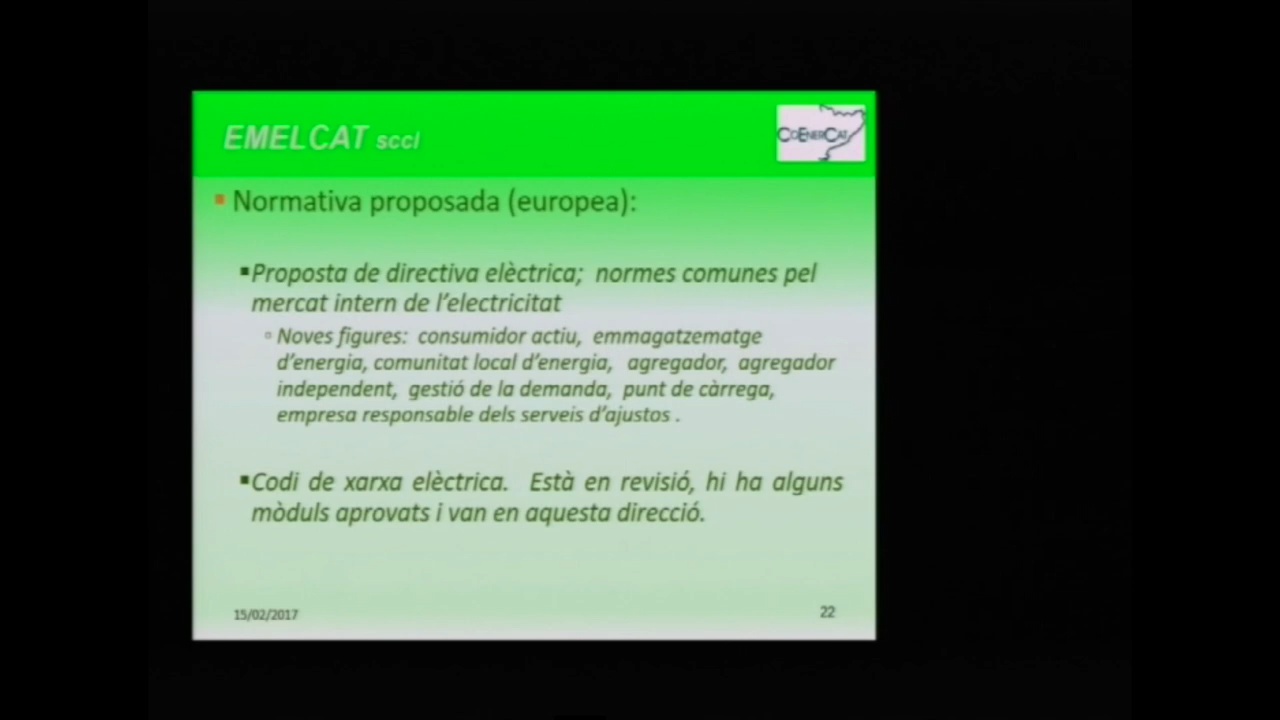 EMELCAT sccl
CoEnerCat
Normativa proposada (europea):
Proposta de directiva elèctrica; normes comunes pel
mercat intern de l'electricitat
Noves figures: consumidor actiu, emmagatzematge
d'energia, comunitat local d'energia, agregador, agregador
independent, gestió de la demanda, punt de càrrega,
empresa responsable dels serveis d'ajustos .
Codi de xarxa elèctrica. Està en revisió, hi ha alguns
mòduls aprovats i van en aquesta direcció.
15/02/2017
22